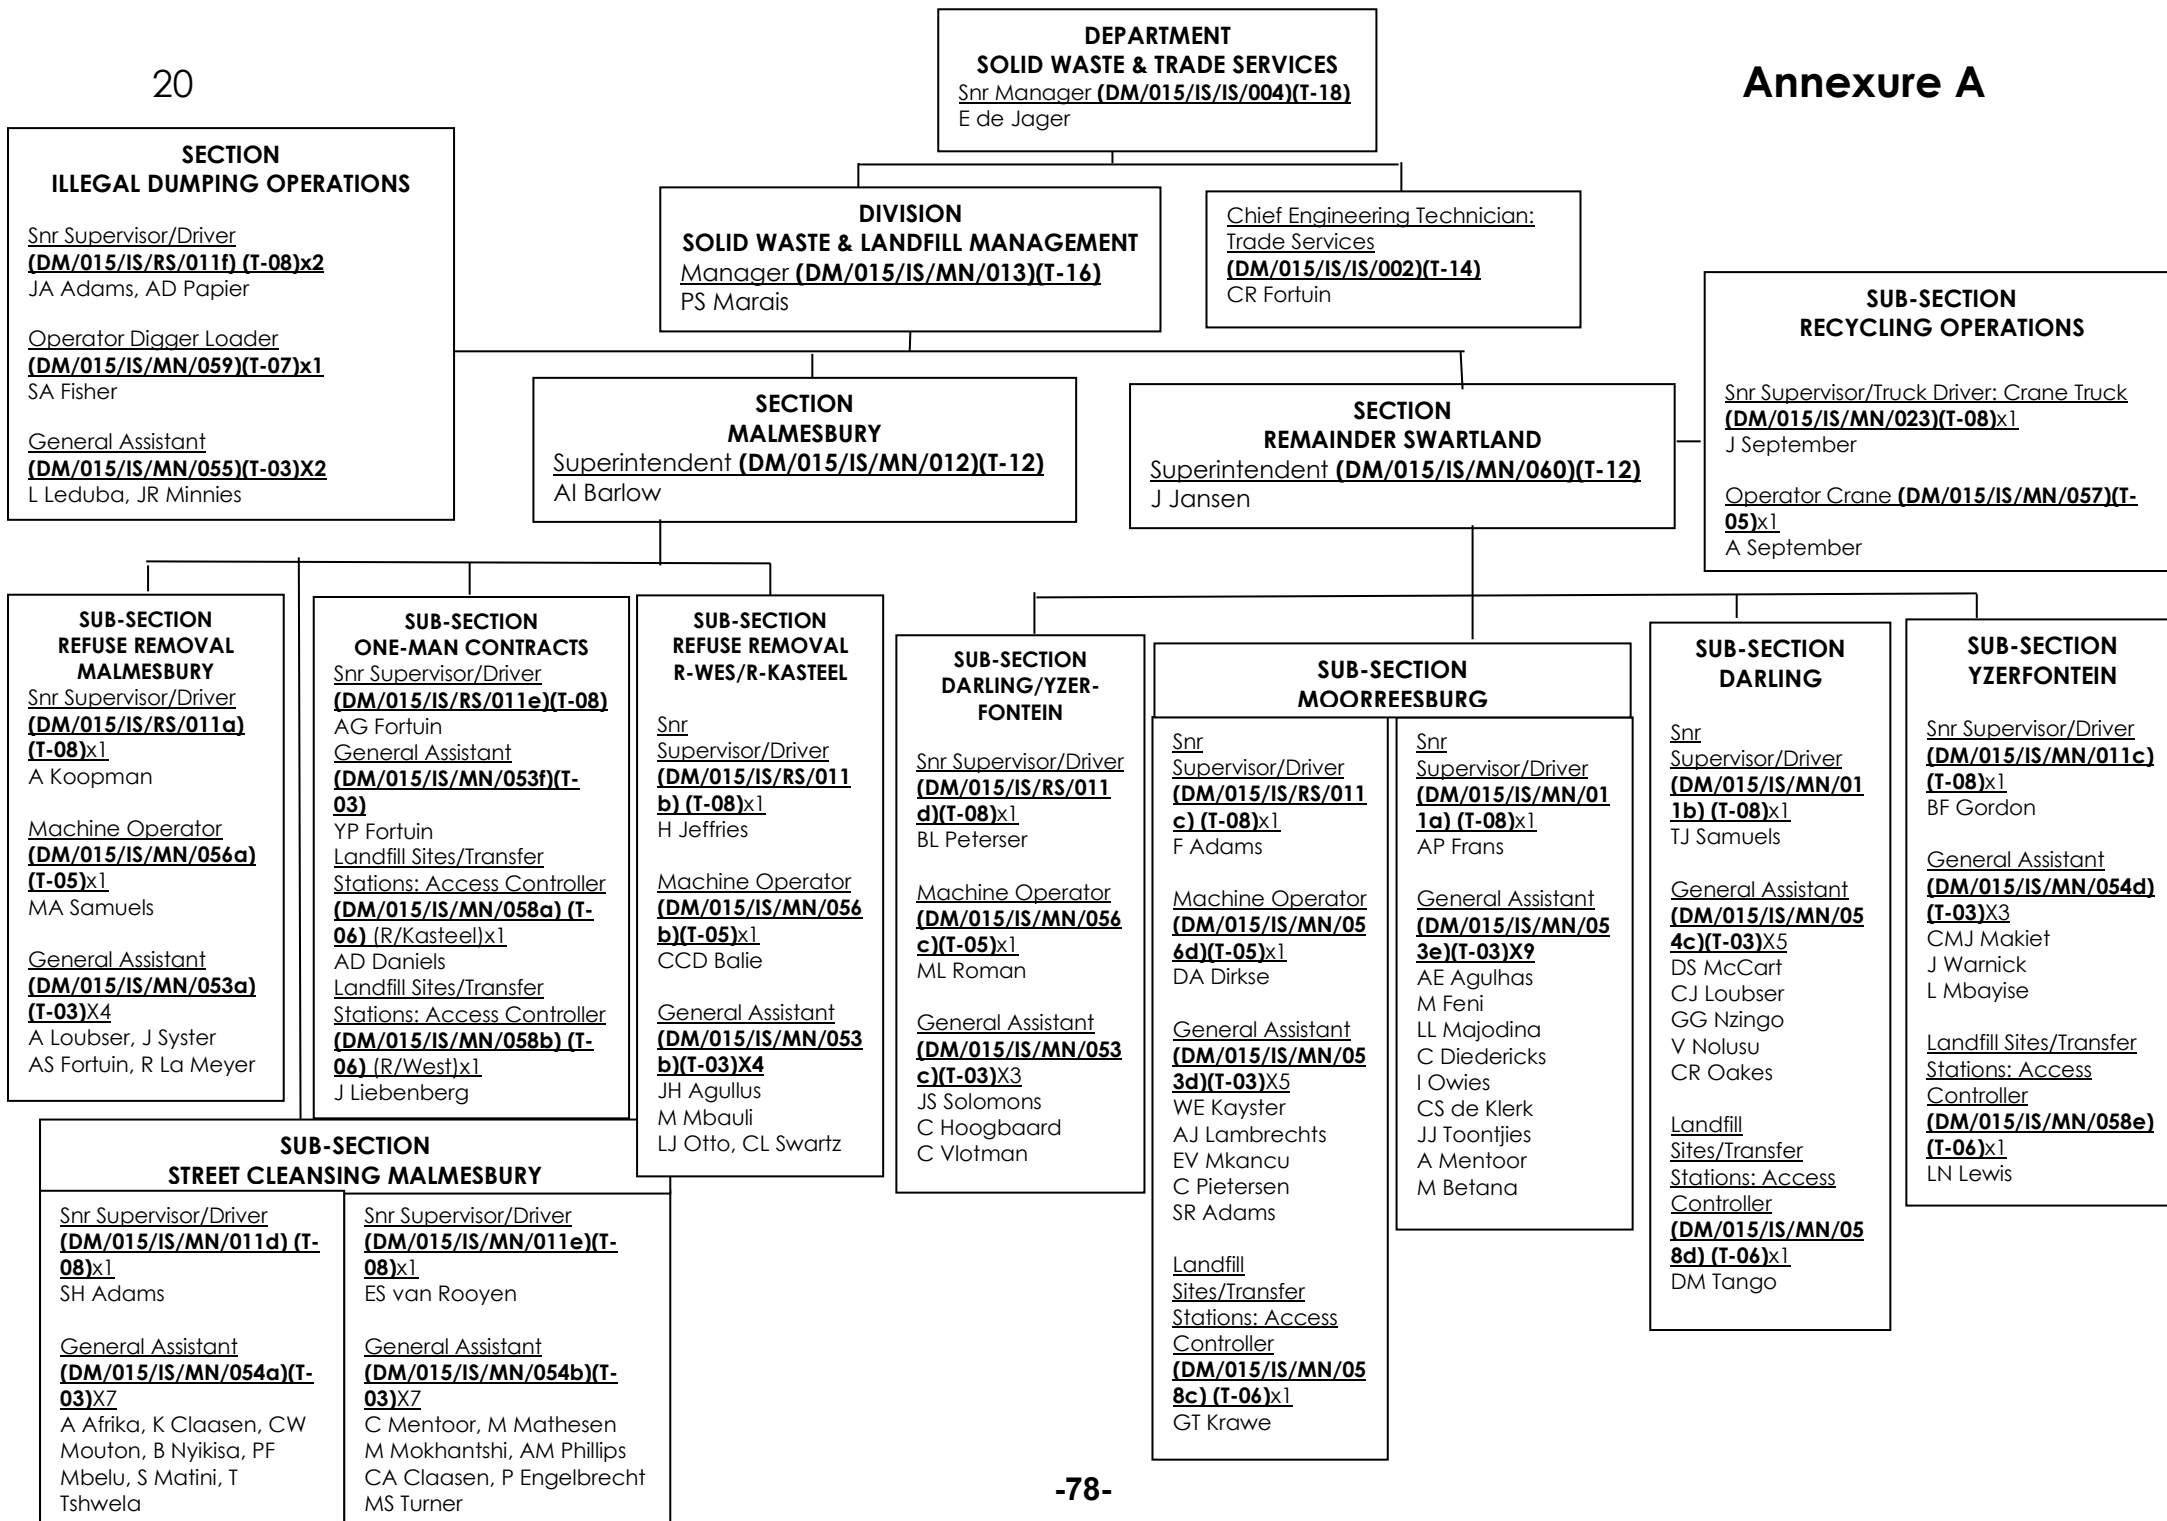 20
Annexure A
DEPARTMENT
SOLID WASTE & TRADE SERVICES
Snr Manager (DM/015/IS/IS/004)(T-18)
E de Jager
SECTION
ILLEGAL DUMPING OPERATIONS
Snr Supervisor/Driver
(DM/015/IS/RS/011f) (T-08)x2
JA Adams, AD Papier
Operator Digger Loader
(DM/015/IS/MN/059)(T-07)x1
SA Fisher
General Assistant
(DM/015/IS/MN/055)(T-03)X2
L Leduba, JR Minnies
DIVISION
SOLID WASTE & LANDFILL MANAGEMENT
Manager (DM/015/IS/MN/013)(T-16)
PS Marais
Chief Engineering Technician:
Trade Services
(DM/015/IS/IS/002)(T-14)
CR Fortuin
SUB-SECTION
RECYCLING OPERATIONS
Snr Supervisor/Truck Driver: Crane Truck
(DM/015/IS/MN/023)(T-08)x1
J September
Operator Crane (DM/015/IS/MN/057)(T-
05)x1
A September
SECTION
MALMESBURY
Superintendent (DM/015/IS/MN/012)(T-12)
AI Barlow
SECTION
REMAINDER SWARTLAND
Superintendent (DM/015/IS/MN/060)(T-12)
J Jansen
SUB-SECTION
REFUSE REMOVAL
MALMESBURY
Snr Supervisor/Driver
(DM/015/IS/RS/011a)
(T-08)x1
A Koopman
Machine Operator
(DM/015/IS/MN/056a)
(T-05)x1
MA Samuels
General Assistant
(DM/015/IS/MN/053a)
(T-03)X4
A Loubser, J Syster
AS Fortuin, R La Meyer
SUB-SECTION
ONE-MAN CONTRACTS
Snr Supervisor/Driver
(DM/015/IS/RS/011e)(T-08)
AG Fortuin
General Assistant
(DM/015/IS/MN/053f)(T-
03)
YP Fortuin
Landfill Sites/Transfer
Stations: Access Controller
(DM/015/IS/MN/058a) (T-
06) (R/Kasteel)x1
AD Daniels
Landfill Sites/Transfer
Stations: Access Controller
(DM/015/IS/MN/058b) (T-
06) (R/West)x1
J Liebenberg
SUB-SECTION
REFUSE REMOVAL
R-WES/R-KASTEEL
Snr
Supervisor/Driver
(DM/015/IS/RS/011
b) (T-08)x1
H Jeffries
Machine Operator
(DM/015/IS/MN/056
b)(T-05)x1
CCD Balie
General Assistant
(DM/015/IS/MN/053
b)(T-03)X4
JH Agullus
M Mbauli
LJ Otto, CL Swartz
SUB-SECTION
DARLING/YZER-
FONTEIN
Snr Supervisor/Driver
(DM/015/IS/RS/011
d)(T-08)x1
BL Peterser
Machine Operator
(DM/015/IS/MN/056
c)(T-05)x1
ML Roman
General Assistant
(DM/015/IS/MN/053
c)(T-03)X3
JS Solomons
C Hoogbaard
C Vlotman
SUB-SECTION
MOORREESBURG
Snr
Supervisor/Driver
(DM/015/IS/RS/011
c) (T-08)x1
F Adams
Machine Operator
(DM/015/IS/MN/05
6d)(T-05)x1
DA Dirkse
General Assistant
(DM/015/IS/MN/05
3d)(T-03)X5
WE Kayster
AJ Lambrechts
EV Mkancu
C Pietersen
SR Adams
Landfill
Sites/Transfer
Stations: Access
Controller
(DM/015/IS/MN/05
8c) (T-06)x1
GT Krawe
Snr
Supervisor/Driver
(DM/015/IS/MN/01
1a) (T-08)x1
AP Frans
General Assistant
(DM/015/IS/MN/05
3e)(T-03)X9
AE Agulhas
M Feni
LL Majodina
C Diedericks
I Owies
CS de Klerk
JJ Toontjies
A Mentoor
M Betana
SUB-SECTION
DARLING
Snr
Supervisor/Driver
(DM/015/IS/MN/01
1b) (T-08)x1
TJ Samuels
General Assistant
(DM/015/IS/MN/05
4c)(T-03)X5
DS McCart
CJ Loubser
GG Nzingo
V Nolusu
CR Oakes
Landfill
Sites/Transfer
Stations: Access
Controller
(DM/015/IS/MN/05
8d) (T-06)x1
DM Tango
SUB-SECTION
YZERFONTEIN
Snr Supervisor/Driver
(DM/015/IS/MN/011c)
(T-08)x1
BF Gordon
General Assistant
(DM/015/IS/MN/054d)
(T-03)X3
CMJ Makiet
J Warnick
L Mbayise
Landfill Sites/Transfer
Stations: Access
Controller
(DM/015/IS/MN/058e)
(T-06)x1
LN Lewis
SUB-SECTION
STREET CLEANSING MALMESBURY
Snr Supervisor/Driver
(DM/015/IS/MN/011d) (T-
08)x1
SH Adams
General Assistant
(DM/015/IS/MN/054a)(T-
03)X7
A Afrika, K Claasen, CW
Mouton, B Nyikisa, PF
Mbelu, S Matini, T
Tshwela
Snr Supervisor/Driver
(DM/015/IS/MN/011e)(T-
08)x1
ES van Rooyen
General Assistant
(DM/015/IS/MN/054b)(T-
03)X7
C Mentoor, M Mathesen
M Mokhantshi, AM Phillips
CA Claasen, P Engelbrecht
MS Turner
-78-